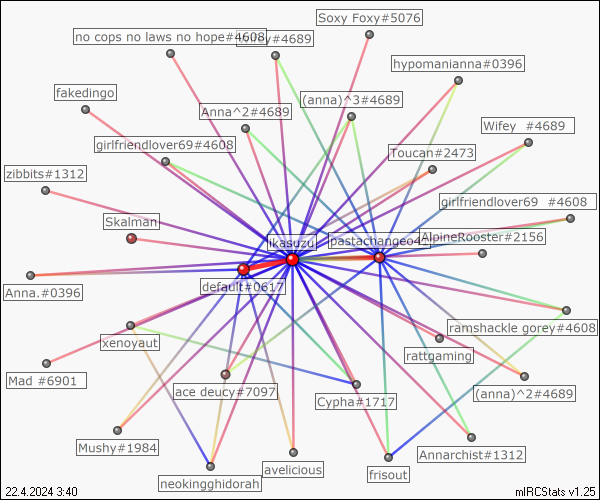 Soxy Foxy#5076
no cops no laws no hope#4608
#4689
hypomanianna#0396
fakedingo
(anna)^3#4689
Anna^2#4689
Wifey #4689
girlfriendlover69#4608
Toucan#2473
zibbits#1312
girlfriendlover69 #4608
Skalman
ikasuzu
AlpineRooster#2156
default#0617
Anna.#0396
ramshackle gorey#4608
xenoyaut
rattgaming
Mad #6901
ace deucy#7097
Cypha#1717
(anna)^2#4689
Mushy#1984
Annarchist#1312
avelicious
neokingghidorah
frisout
22.4.2024 3:40
mIRCStats v1.25